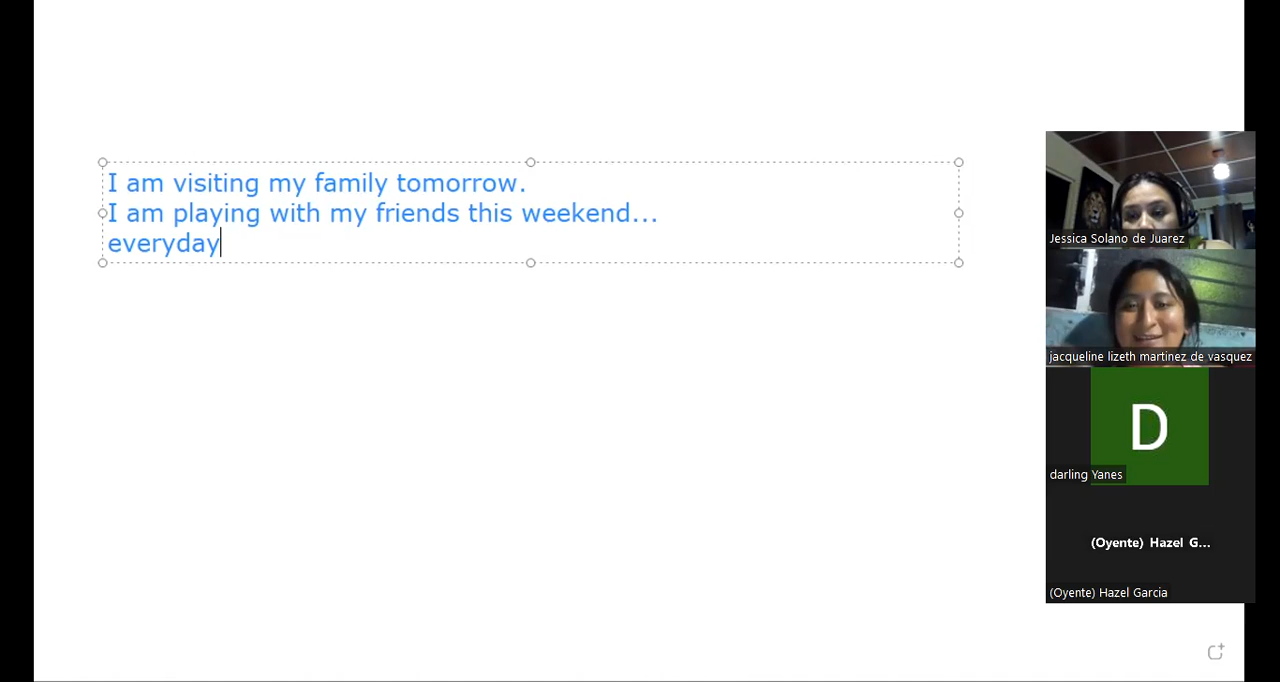 I am visiting my family tomorrow.
I am playing with my friends this weekend...
everyday
Jessica Solano de Juarez
jacqueline lizeth martinez de vasquez
D
darling Yanes
(Oyente) Hazel G...
(Oyente) Hazel Garcia